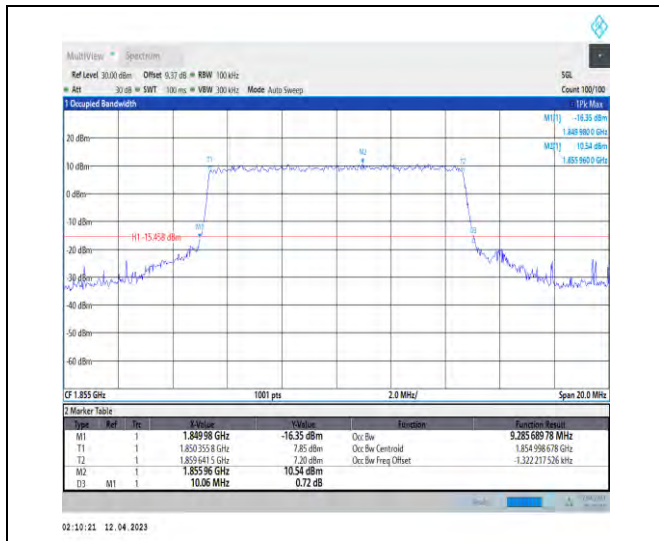 MultiView Spectrum
Ref Level 30.00 dBm Offset 9.37 dB RBW 100 kHz SGL
Att 30 dB SWT 100 ms VBW 300 kHz Mode Auto Sweep Count 100/100
1 Occupied Bandwidth 1Pk Max
M1[1] -16.35 dBm
1.849 980 0 GHz
M2[1] 10.54 dBm
1.855 960 0 GHz
20 dBm
M2
T1
T2
10 dBm
0 dBm
-10 dBm
M1
D3
H1 -15.458 dBm
-20 dBm
-30 dBm
-40 dBm
-50 dBm
-60 dBm
CF 1.855 GHz 1001 pts 2.0 MHz/ Span 20.0 MHz
2 Marker Table
Type Ref Trc X-Value Y-Value Function Function Result
M1 1 1.849 98 GHz -16.35 dBm Occ Bw 9.285 689 78 MHz
T1 1 1.850 355 8 GHz 7.85 dBm Occ Bw Centroid 1.854 998 678 GHz
T2 1 1.859 641 5 GHz 7.20 dBm Occ Bw Freq Offset -1.322 217 526 kHz
M2 1 1.855 96 GHz 10.54 dBm
D3 M1 1 10.06 MHz 0.72 dB
02:10:21 12.04.2023